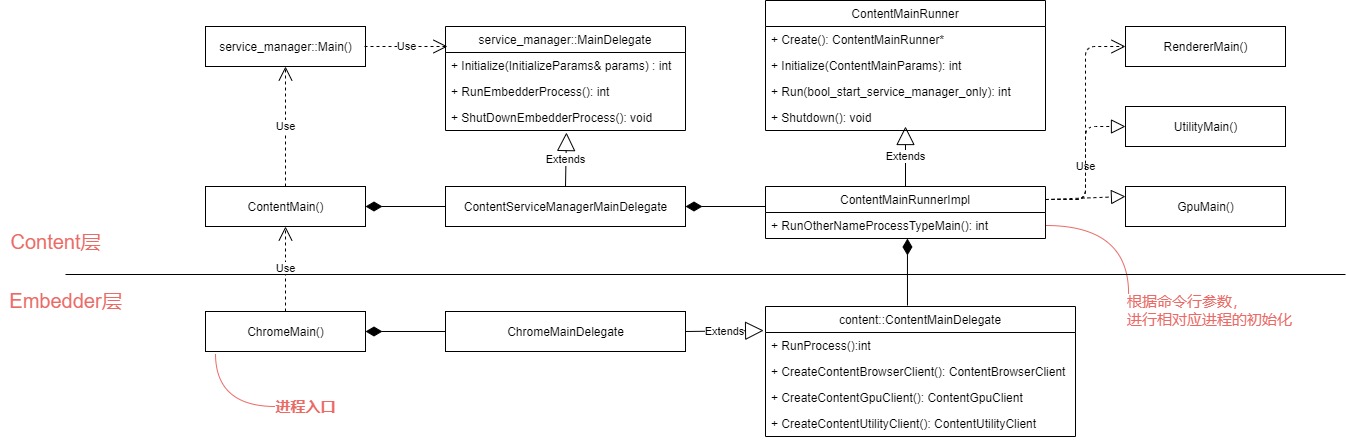 service_manager::Main()
Use
service_manager::MainDelegate
+ Initialize(InitializeParams& params) : int
+ RunEmbedderProcess(): int
+ ShutDownEmbedderProcess(): void
ContentMainRunner
+ Create(): ContentMainRunner*
+ Initialize(ContentMainParams): int
+ Run(bool_start_service_manager_only): int
+ Shutdown(): void
RendererMain()
UtilityMain()
Use
Extends
Extends
Use
ContentMain()
ContentServiceManagerMainDelegate
ContentMainRunnerImpl
+ RunOtherNameProcessTypeMain(): int
GpuMain()
Content层
Use
Embedder层
根据命令行参数，
进行相对应进程的初始化
ChromeMain()
ChromeMainDelegate
Extends
content::ContentMainDelegate
+ RunProcess():int
+ CreateContentBrowserClient(): ContentBrowserClient
+ CreateContentGpuClient(): ContentGpuClient
+ CreateContentUtilityClient(): ContentUtilityClient
进程入口